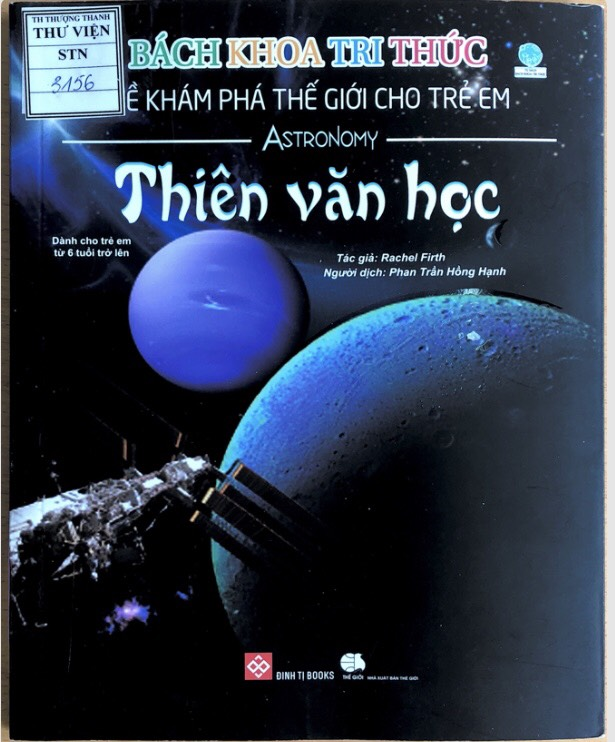 TH THƯỢNG THANH
THƯ VIỆN
STN
3156
BÁCH KHOA TRI THỨC
Ề KHÁM PHÁ THẾ GIỚI CHO TRẺ EM
ASTRONOMY
Thiên văn học
Dành cho trẻ em
từ 6 tuổi trở lên
Tác giả: Rachel Firth
Người dịch: Phan Trần Hồng Hạnh
ĐINH TỊ BOOKS
THẾ GIỚI
NHÀ XUẤT BẢN THẾ GIỚI